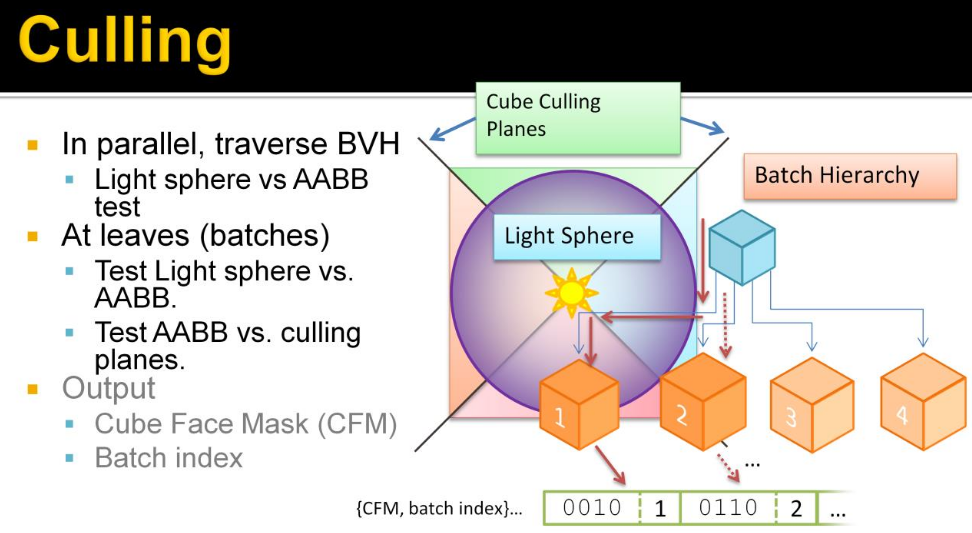 Culling
In parallel, traverse BVH
Light sphere vs AABB
test
At leaves (batches)
Test Light sphere vs.
AABB.
Test AABB vs. culling
planes.
Output
Cube Face Mask (CFM)
Batch index
Cube Culling
Planes
Batch Hierarchy
Light Sphere
1
2
3
4
...
{CFM, batch index}...
0010 1 0110 2 ...